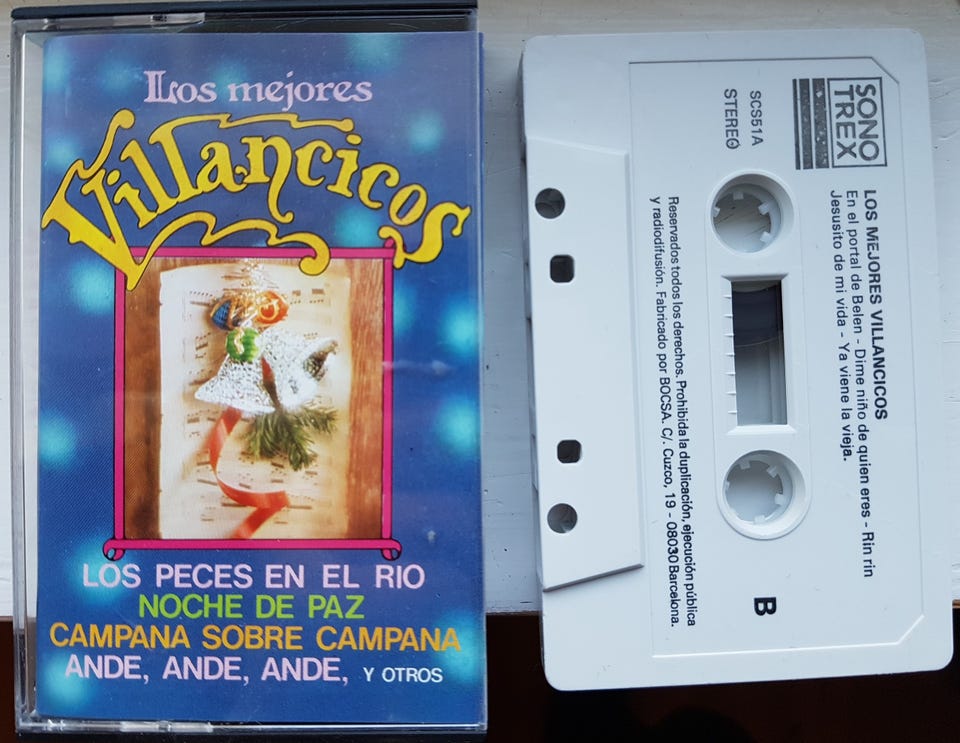 Los mejores
Villancicos
LOS PECES EN EL RIO
NOCHE DE PAZ
CAMPANA SOBRE CAMPANA
ANDE, ANDE, ANDE, Y OTROS
SONO
TREX
SCS51A
STEREO
LOS MEJORES VILLANCICOS
En el portal de Belen - Dime niño de quien eres - Rin rin
Jesusito de mi vida - Ya viene la vieja.
Reservados todos los derechos. Prohibida la duplicación, ejecución pública
y radiodifusión. Fabricado por BOCSA. C/. Cuzco, 19 - 08030 Barcelona.
B